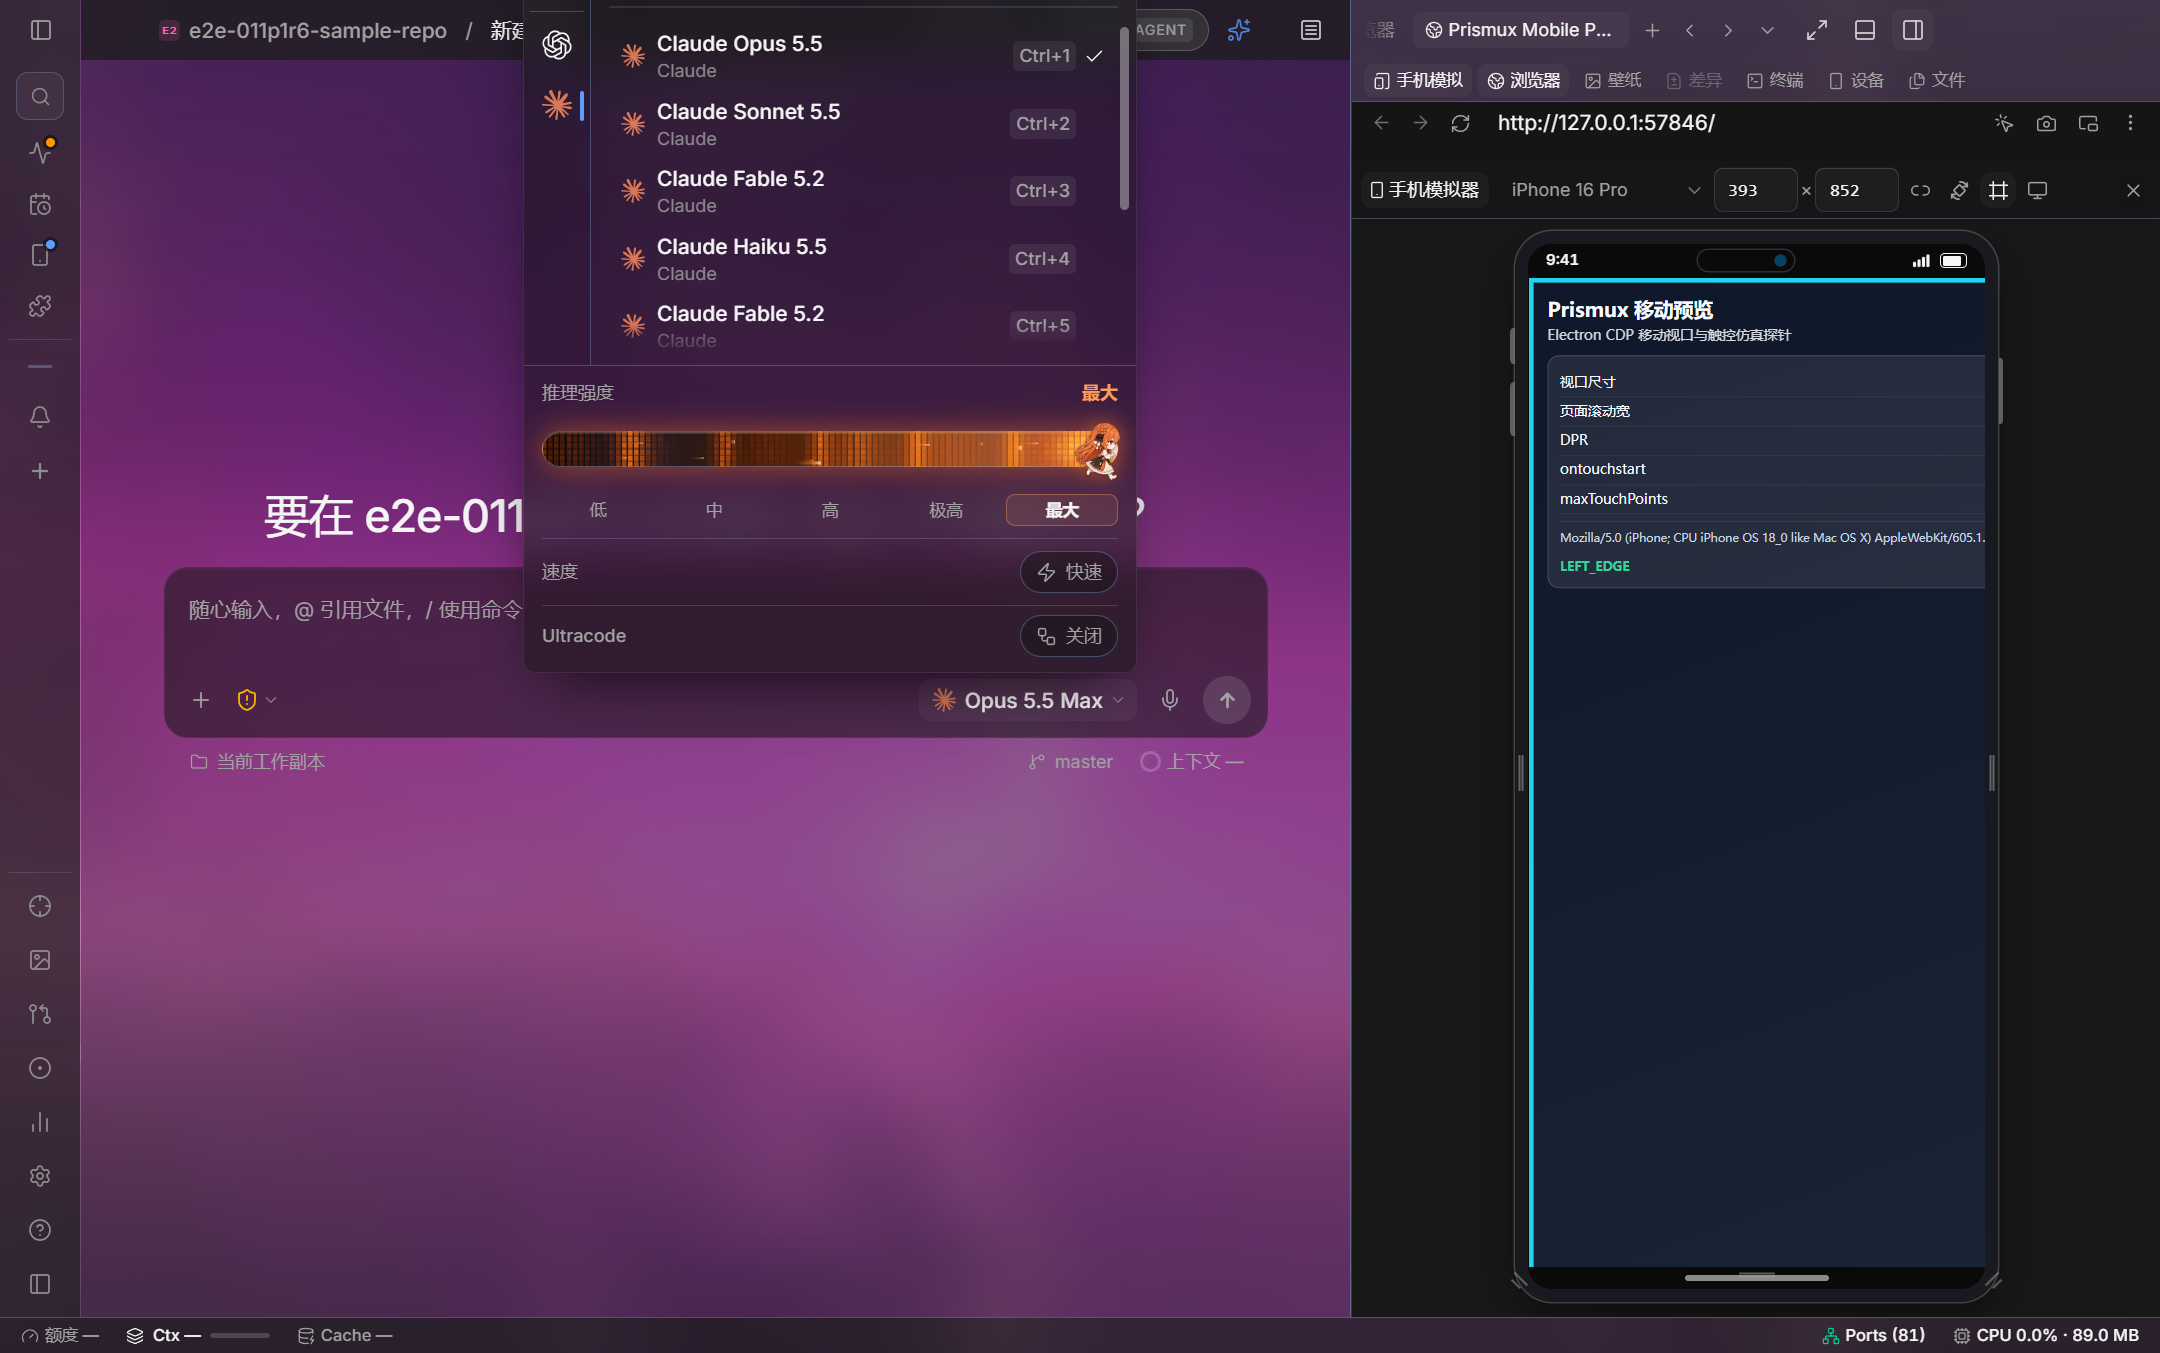 E2 e2e-011p1r6-sample-repo / 新建
AGENT
Claude Opus 5.5
Claude
Ctrl+1
Claude Sonnet 5.5
Claude
Ctrl+2
Claude Fable 5.2
Claude
Ctrl+3
Claude Haiku 5.5
Claude
Ctrl+4
Claude Fable 5.2
Claude
Ctrl+5
推理强度
最大
低 中 高 极高 最大
速度
快速
Ultracode
关闭
要在 e2e-011
?
随心输入，@ 引用文件，/ 使用命令
Opus 5.5 Max
当前工作副本
master
上下文 —
Prismux Mobile P...
手机模拟 浏览器 壁纸 差异 终端 设备 文件
http://127.0.0.1:57846/
手机模拟器
iPhone 16 Pro
393 × 852
9:41
Prismux 移动预览
Electron CDP 移动视口与触控仿真探针
视口尺寸
页面滚动宽
DPR
ontouchstart
maxTouchPoints
Mozilla/5.0 (iPhone; CPU iPhone OS 18_0 like Mac OS X) AppleWebKit/605.1.
LEFT_EDGE
额度 —
Ctx —
Cache —
Ports (81)
CPU 0.0% · 89.0 MB